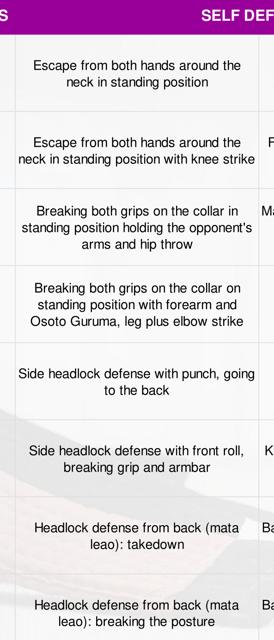 S SELF DEF
Escape from both hands around the
neck in standing position
Escape from both hands around the
neck in standing position with knee strike
F
Breaking both grips on the collar in
standing position holding the opponent's
arms and hip throw
Ma
Breaking both grips on the collar on
standing position with forearm and
Osoto Guruma, leg plus elbow strike
Side headlock defense with punch, going
to the back
Side headlock defense with front roll,
breaking grip and armbar
K
Headlock defense from back (mata
leao): takedown
Ba
Headlock defense from back (mata
leao): breaking the posture
Ba